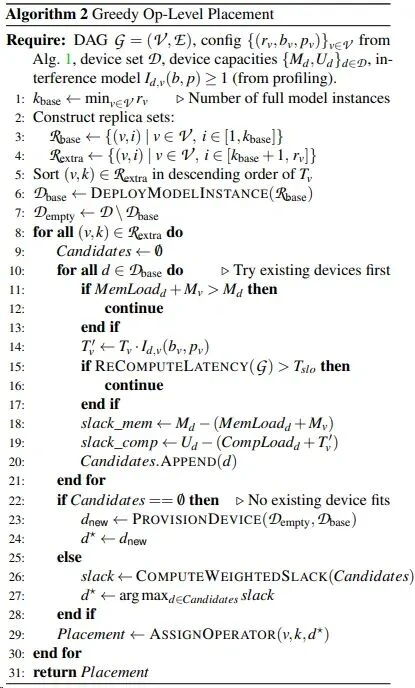 Algorithm 2 Greedy Op-Level Placement
Require: DAG 𝒢 = (𝒱, ℰ), config {(r_v, b_v, p_v)}_{v∈𝒱} from
Alg. 1, device set 𝒟, device capacities {M_d, U_d}_{d∈𝒟}, in-
terference model I_{d,v}(b, p) ≥ 1 (from profiling).
1: k_base ← min_{v∈𝒱} r_v ▷ Number of full model instances
2: Construct replica sets:
3: ℛ_base ← {(v,i) | v ∈ 𝒱, i ∈ [1, k_base]}
4: ℛ_extra ← {(v,i) | v ∈ 𝒱, i ∈ [k_base + 1, r_v]}
5: Sort (v,k) ∈ ℛ_extra in descending order of T_v
6: 𝒟_base ← DEPLOYMODELINSTANCE(ℛ_base)
7: 𝒟_empty ← 𝒟 \ 𝒟_base
8: for all (v,k) ∈ ℛ_extra do
9: Candidates ← ∅
10: for all d ∈ 𝒟_base do ▷ Try existing devices first
11: if MemLoad_d + M_v > M_d then
12: continue
13: end if
14: T′_v ← T_v · I_{d,v}(b_v, p_v)
15: if RECOMPUTELATENCY(𝒢) > T_slo then
16: continue
17: end if
18: slack_mem ← M_d − (MemLoad_d + M_v)
19: slack_comp ← U_d − (CompLoad_d + T′_v)
20: Candidates.APPEND(d)
21: end for
22: if Candidates == ∅ then ▷ No existing device fits
23: d_new ← PROVISIONDEVICE(𝒟_empty, 𝒟_base)
24: d⋆ ← d_new
25: else
26: slack ← COMPUTEWEIGHTEDSLACK(Candidates)
27: d⋆ ← arg max_{d∈Candidates} slack
28: end if
29: Placement ← ASSIGNOPERATOR(v, k, d⋆)
30: end for
31: return Placement